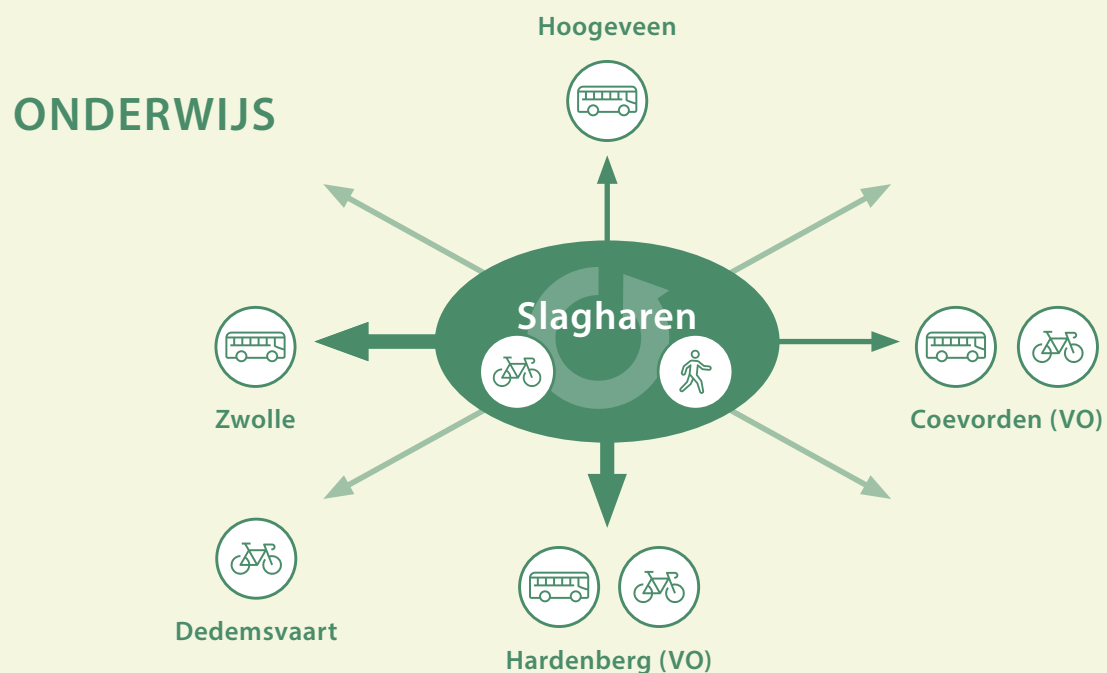 Hoogeveen
ONDERWIJS
Slagharen
Zwolle
Coevorden (VO)
Dedemsvaart
Hardenberg (VO)